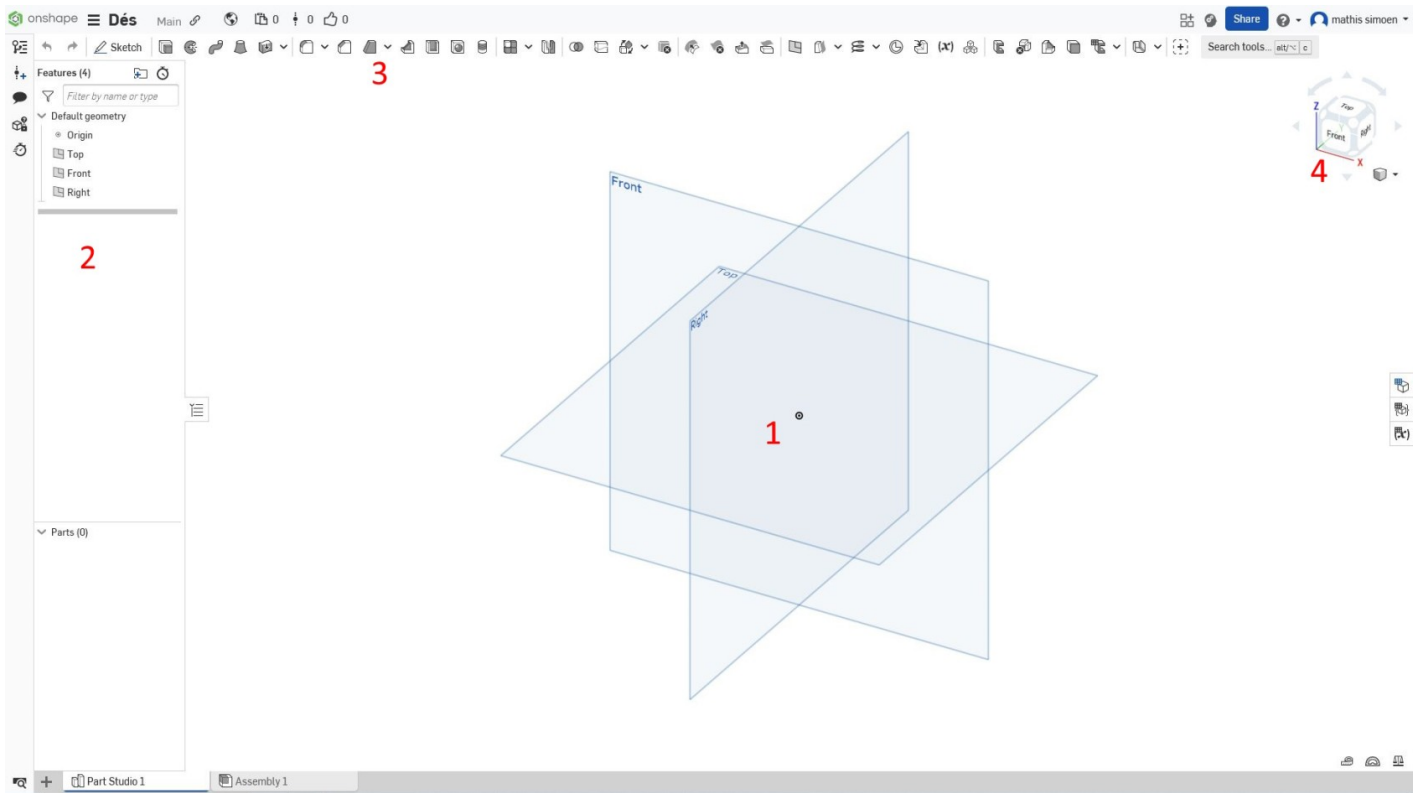 onshape Dés Main 0 0 0 Share mathis simoen
Sketch (x) Search tools... alt/⌥ c
3
Features (4)
Filter by name or type
Default geometry
Origin
Top
Front
Right
2
Z Top
Front Right
X
4
Front
Top
Right
1
(x)
Parts (0)
Part Studio 1 Assembly 1